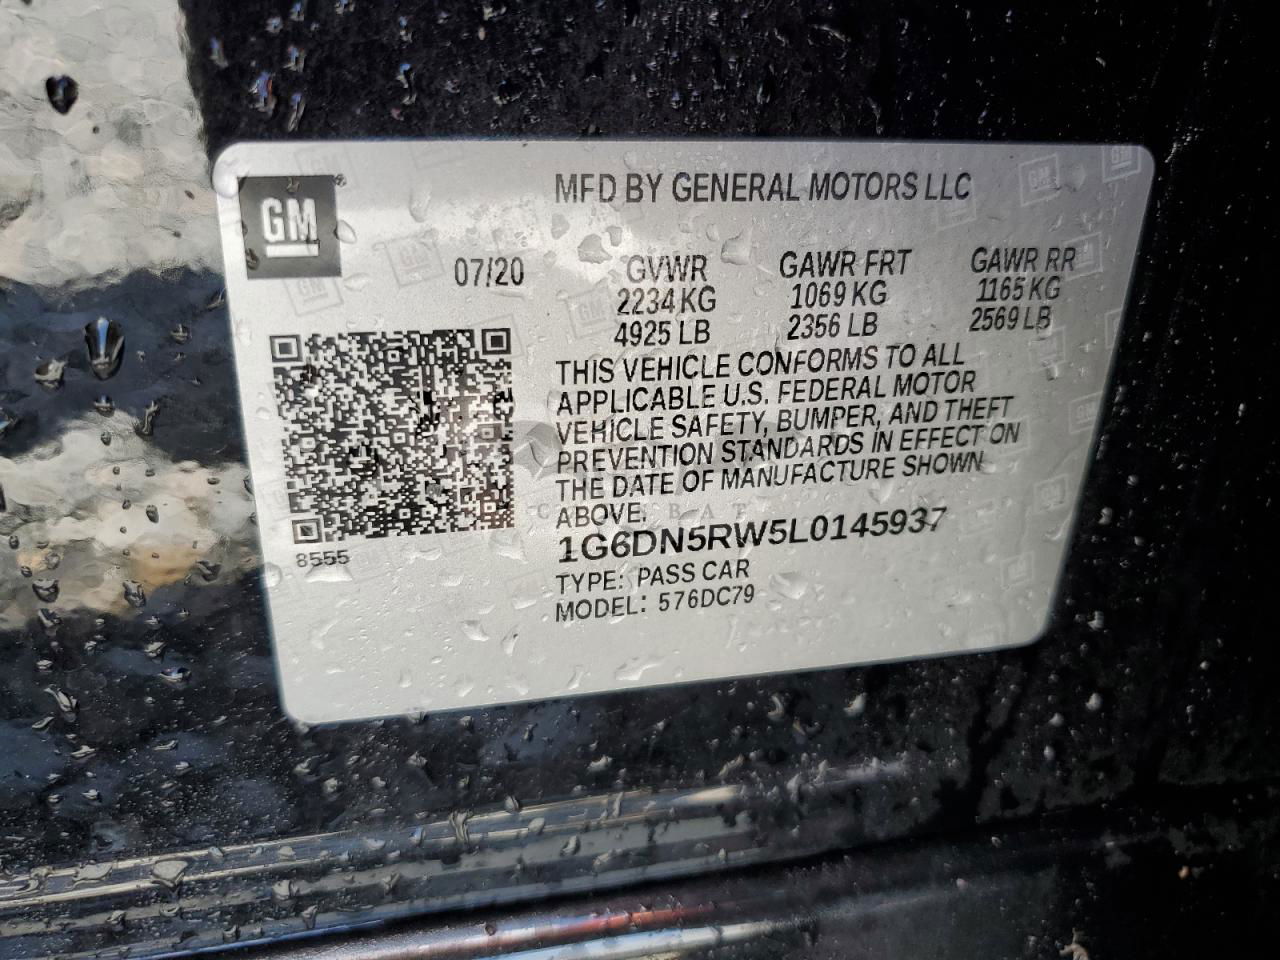 GM
MFD BY GENERAL MOTORS LLC
07/20
GVWR GAWR FRT GAWR RR
2234 KG 1069 KG 1165 KG
4925 LB 2356 LB 2569 LB
THIS VEHICLE CONFORMS TO ALL
APPLICABLE U.S. FEDERAL MOTOR
VEHICLE SAFETY, BUMPER, AND THEFT
PREVENTION STANDARDS IN EFFECT ON
THE DATE OF MANUFACTURE SHOWN
ABOVE.
1G6DN5RW5L0145937
TYPE: PASS CAR
MODEL: 576DC79
8555